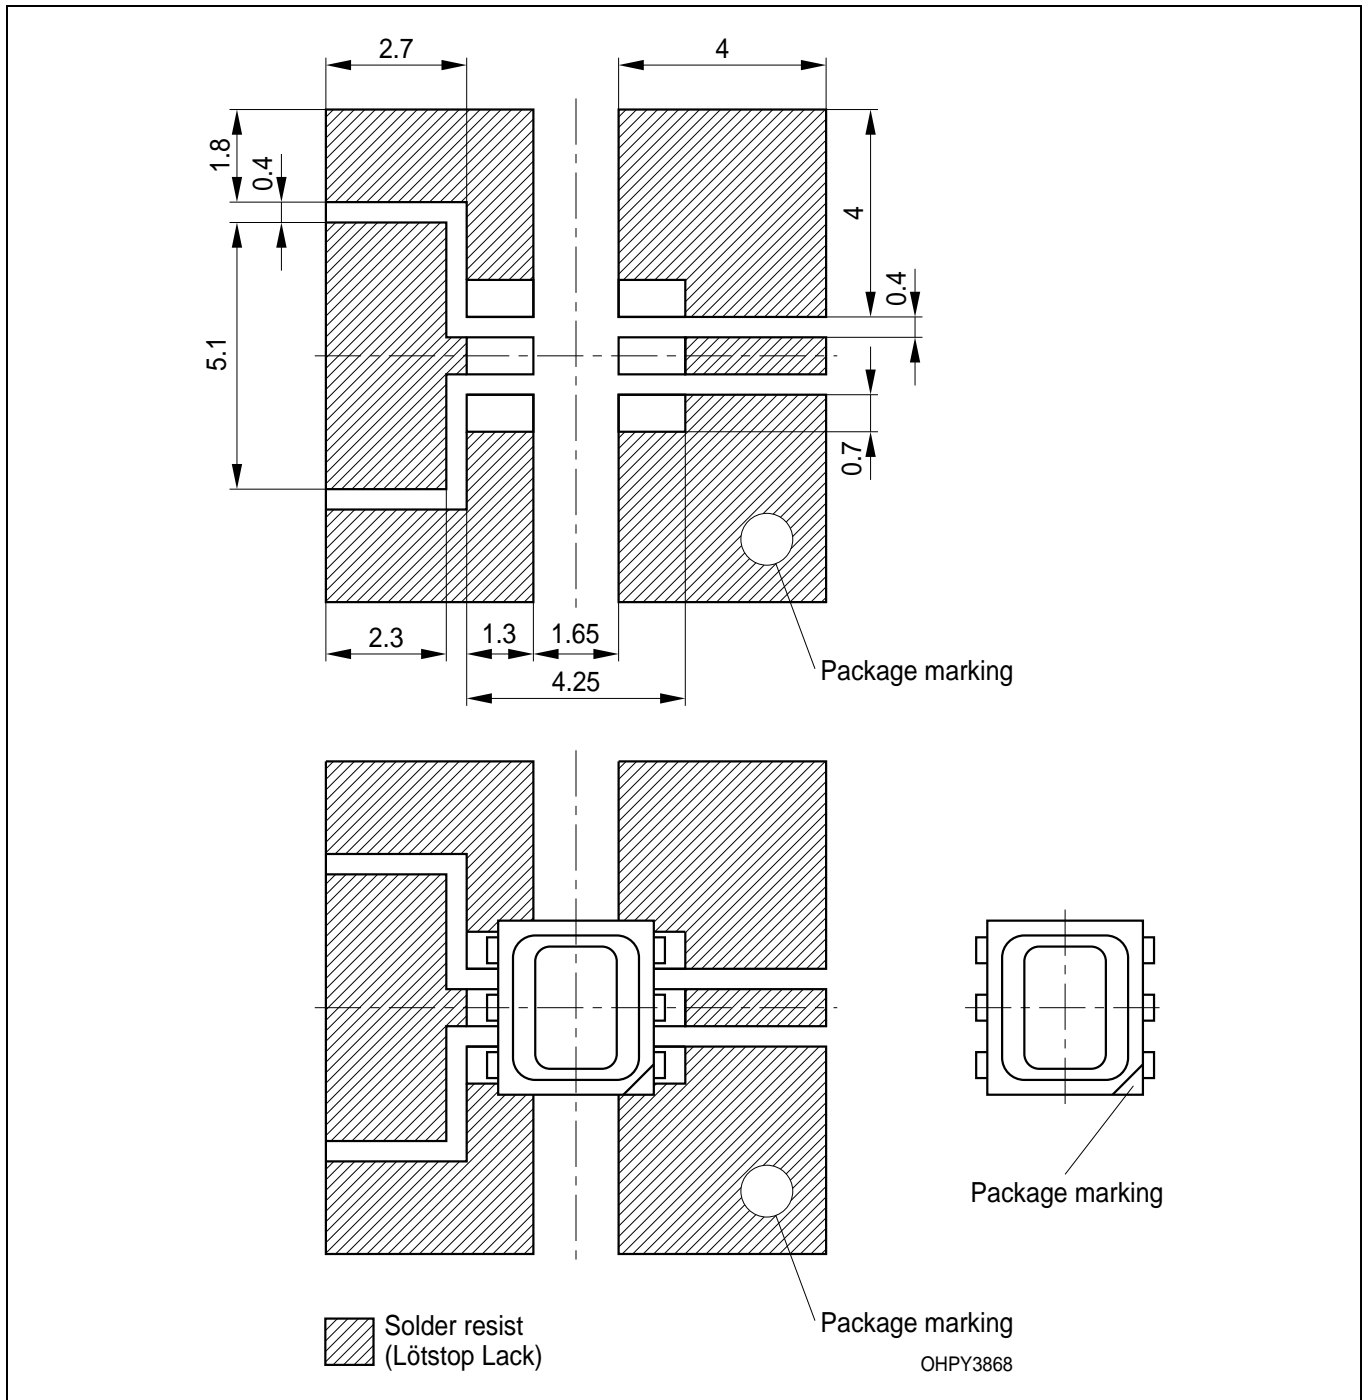 2.7
4
1.8
0.4
4
0.4
5.1
0.7
2.3
1.3
1.65
4.25
Package marking
Package marking
Package marking
Solder resist
(Lötstop Lack)
OHPY3868